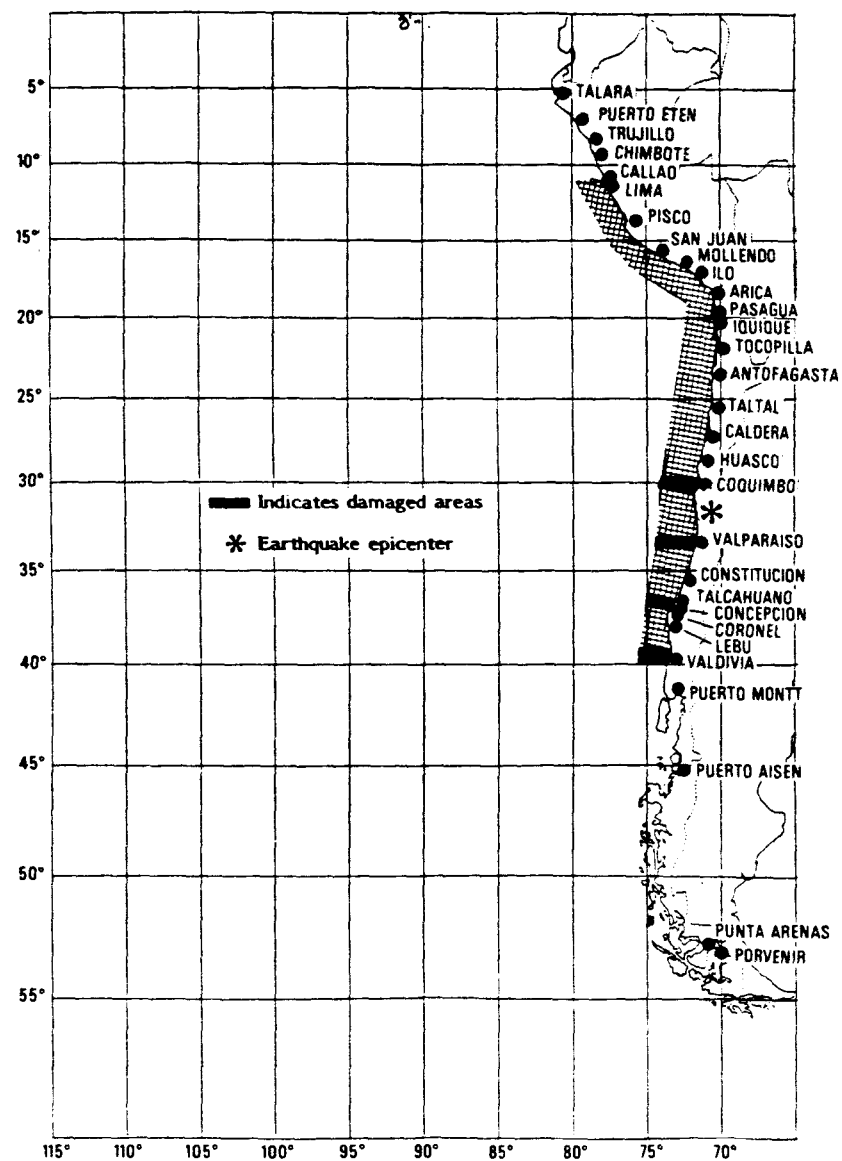 5°
10°
15°
20°
25°
30°
35°
40°
45°
50°
55°
TALARA
PUERTO ETEN
TRUJILLO
CHIMBOTE
CALLAO
LIMA
PISCO
SAN JUAN
MOLLENDO
ILO
ARICA
PASAGUA
IQUIQUE
TOCOPILLA
ANTOFAGASTA
TALTAL
CALDERA
HUASCO
COQUIMBO
Indicates damaged areas
Earthquake epicenter
VALPARAISO
CONSTITUCION
TALCAHUANO
CONCEPCION
CORONEL
LEBU
VALDIVIA
PUERTO MONTT
PUERTO AISEN
PUNTA ARENAS
PORVENIR
115° 110° 105° 100° 95° 90° 85° 80° 75° 70°